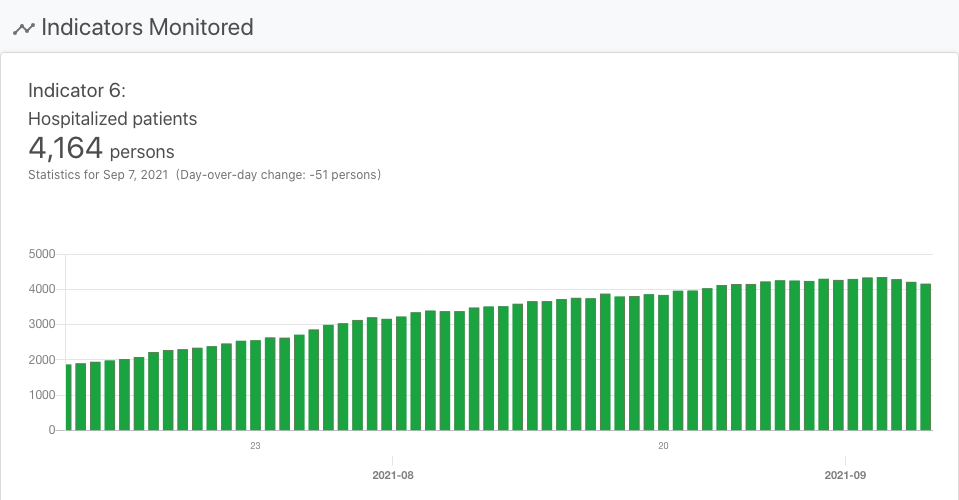 Indicators Monitored
Indicator 6:
Hospitalized patients
4,164 persons
Statistics for Sep 7, 2021 (Day-over-day change: -51 persons)
5000
4000
3000
2000
1000
0
23
20
2021-08
2021-09